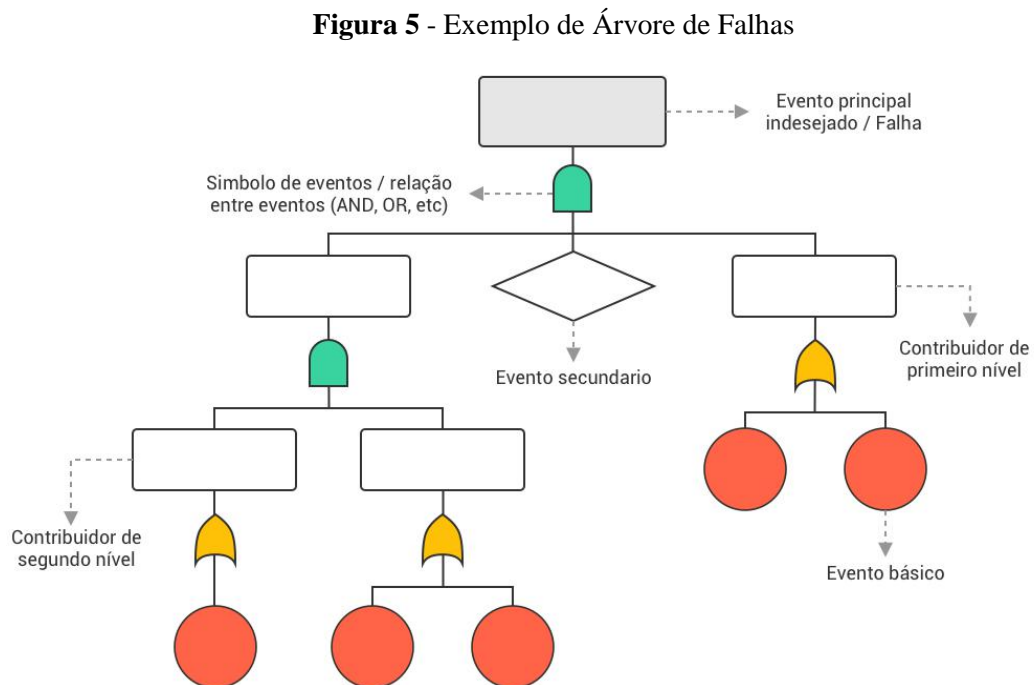 Figura 5 - Exemplo de Árvore de Falhas
Evento principal
indesejado / Falha
Simbolo de eventos / relação
entre eventos (AND, OR, etc)
Evento secundario
Contribuidor de
primeiro nível
Contribuidor de
segundo nível
Evento básico